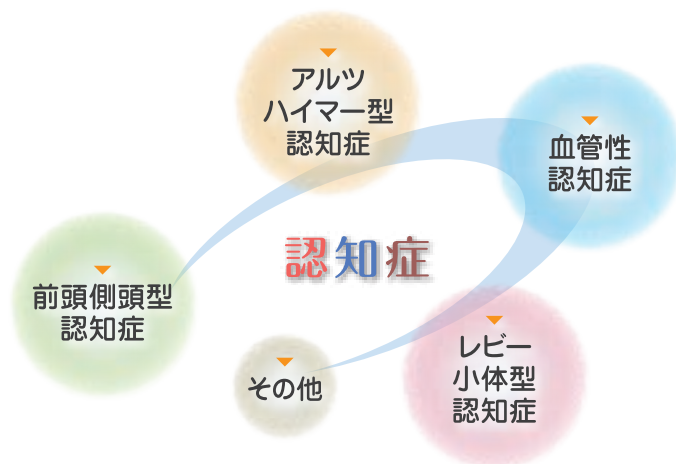 アルツ
ハイマー型
認知症
血管性
認知症
認知症
前頭側頭型
認知症
レビー
小体型
認知症
その他